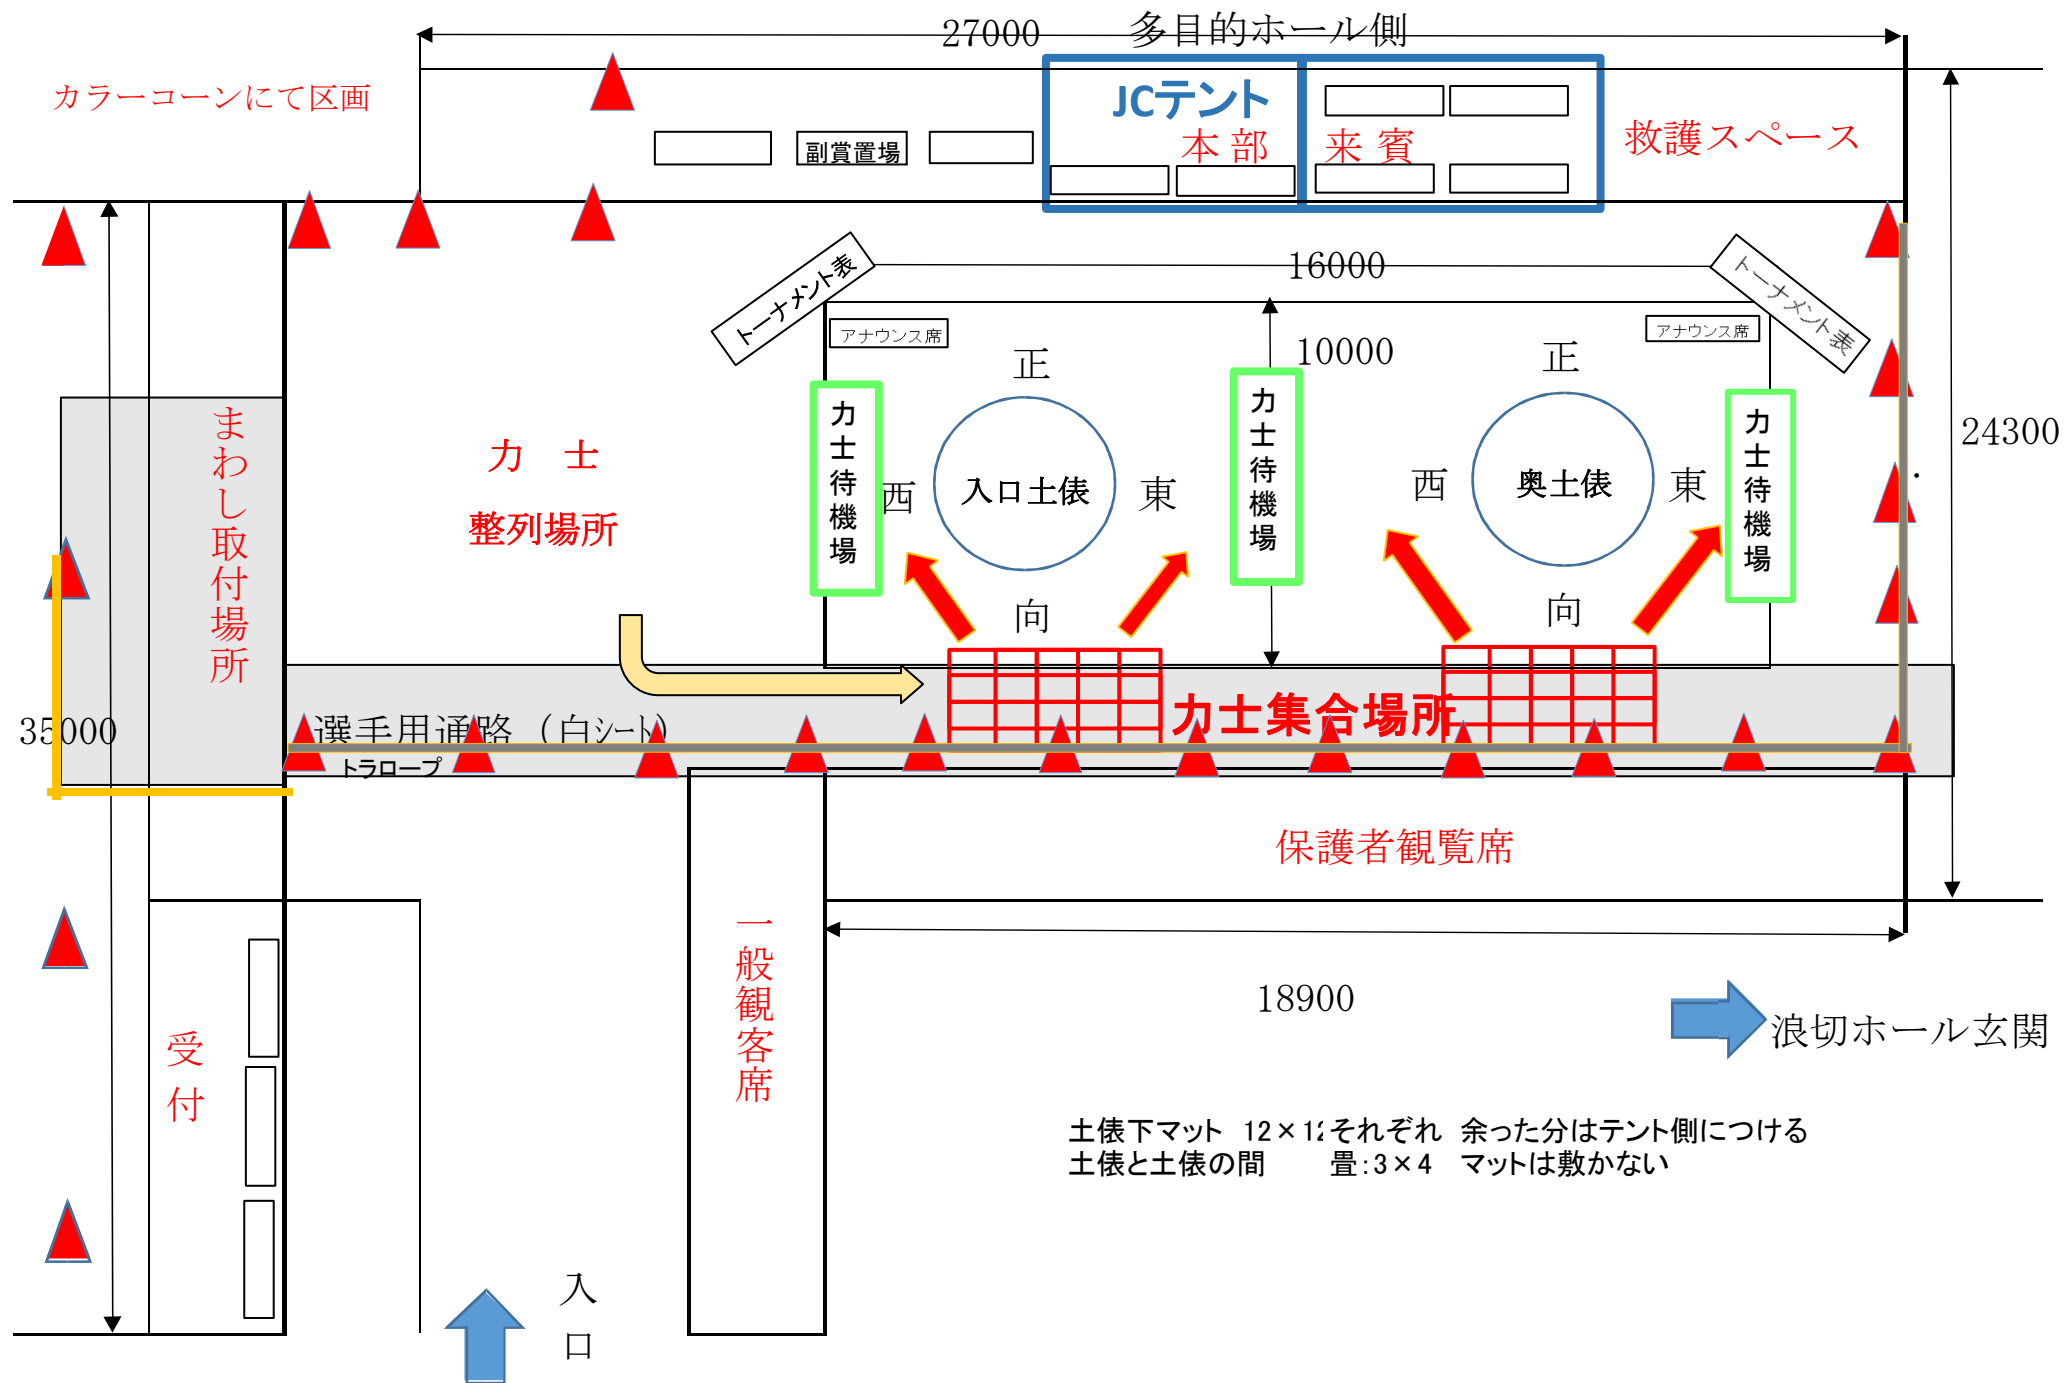 27000
多目的ホール側
カラーコーンにて区画
JCテント
本部
来賓
救護スペース
副賞置場
トーナメント表
16000
トーナメント表
アナウンス席
アナウンス席
正
10000
正
24300
まわし取付場所
力 士
整列場所
力士待機場
西
入口土俵
東
力士待機場
西
奥土俵
東
力士待機場
向
向
35000
選手用通路（白シート）
力士集合場所
トラロープ
保護者観覧席
一般観客席
18900
浪切ホール玄関
受付
土俵下マット 12×12それぞれ 余った分はテント側につける
土俵と土俵の間 畳:3×4 マットは敷かない
入口